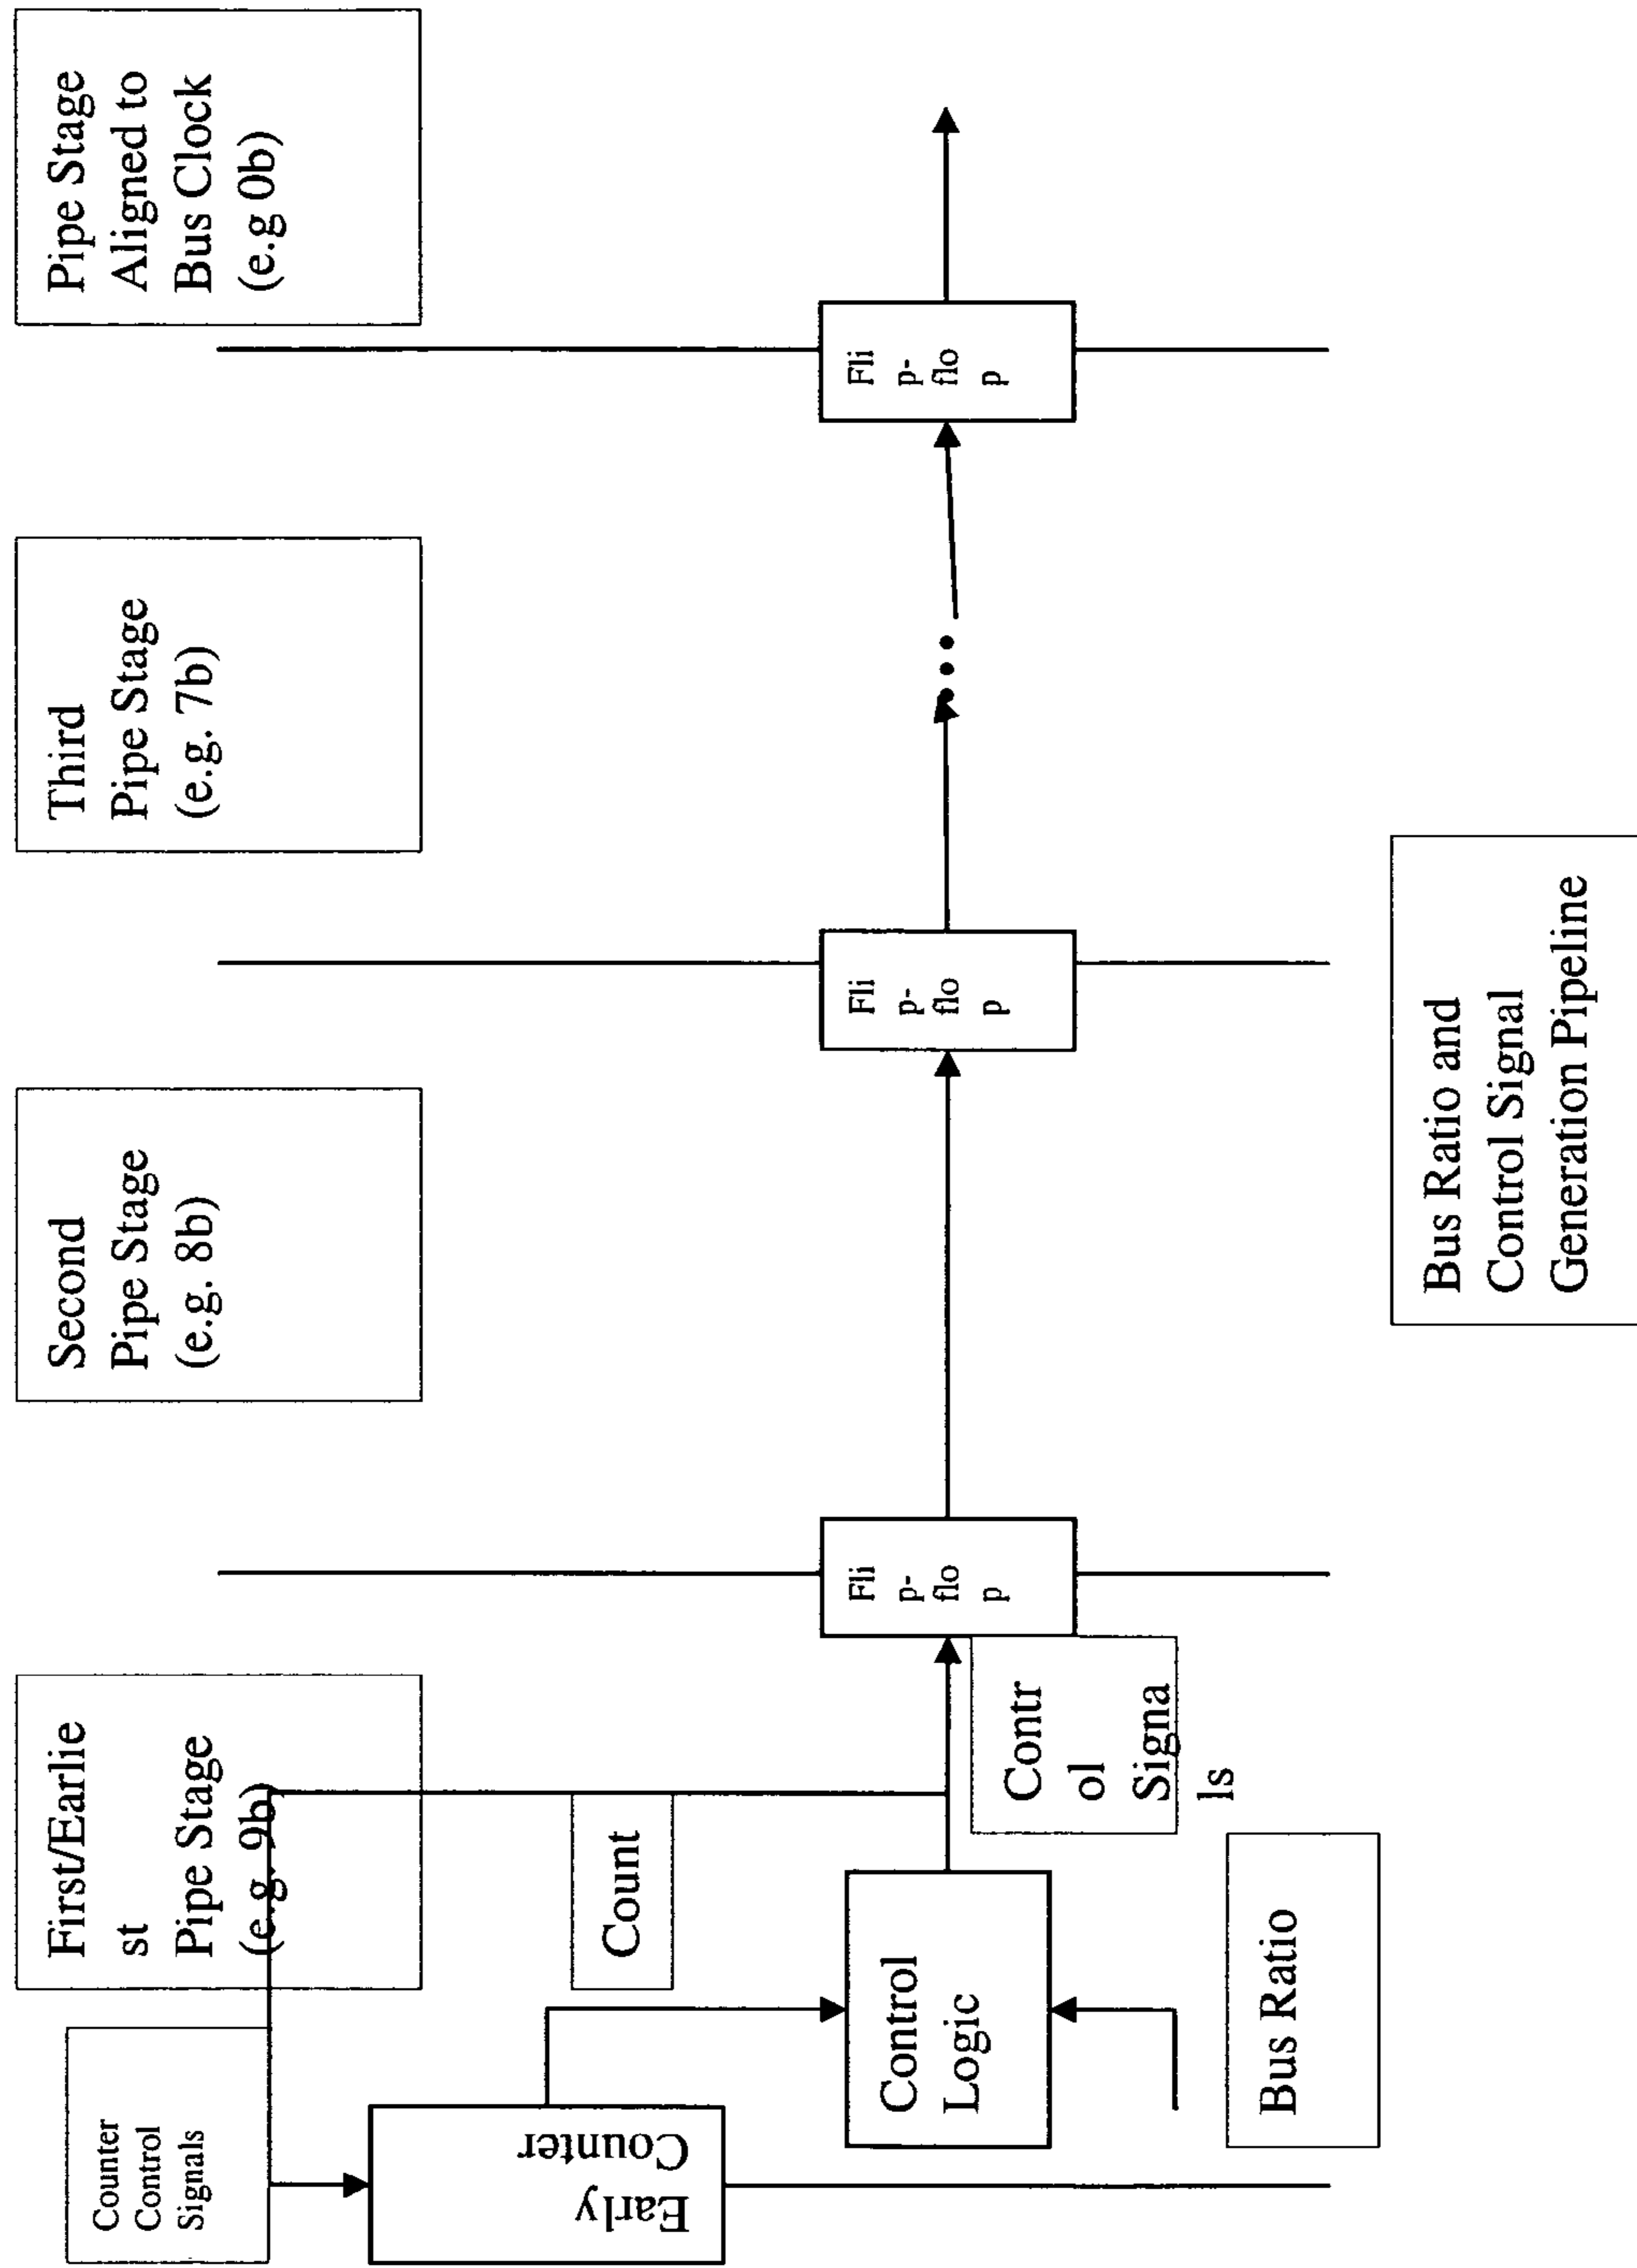 Counter
Control
Signals
First/Earlie
st
Pipe Stage
(e.g. 9b)
Second
Pipe Stage
(e.g. 8b)
Third
Pipe Stage
(e.g. 7b)
Pipe Stage
Aligned to
Bus Clock
(e.g 0b)
Early
Counter
Count
Control
Logic
Contr
ol
Signa
ls
Fli
p-
flo
p
Fli
p-
flo
p
Fli
p-
flo
p
Bus Ratio
Bus Ratio and
Control Signal
Generation Pipeline